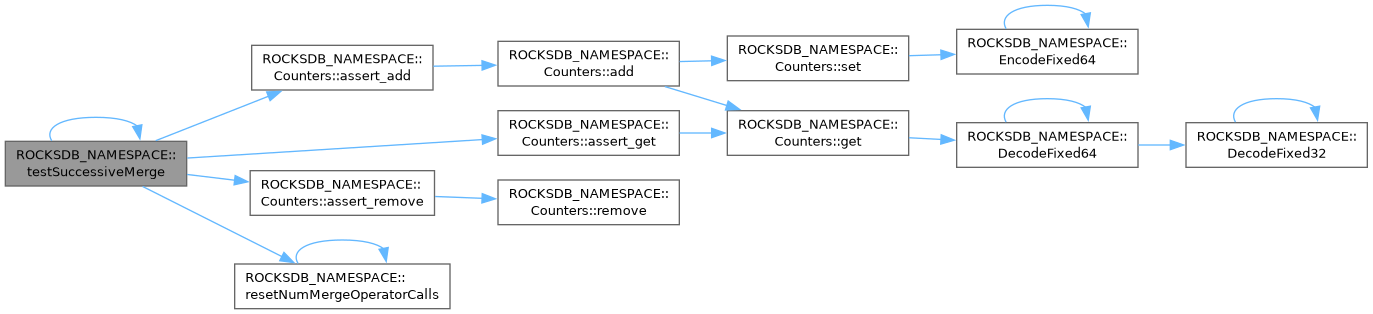 ROCKSDB_NAMESPACE::
testSuccessiveMerge
ROCKSDB_NAMESPACE::
Counters::assert_add
ROCKSDB_NAMESPACE::
Counters::add
ROCKSDB_NAMESPACE::
Counters::set
ROCKSDB_NAMESPACE::
EncodeFixed64
ROCKSDB_NAMESPACE::
Counters::assert_get
ROCKSDB_NAMESPACE::
Counters::get
ROCKSDB_NAMESPACE::
DecodeFixed64
ROCKSDB_NAMESPACE::
DecodeFixed32
ROCKSDB_NAMESPACE::
Counters::assert_remove
ROCKSDB_NAMESPACE::
Counters::remove
ROCKSDB_NAMESPACE::
resetNumMergeOperatorCalls